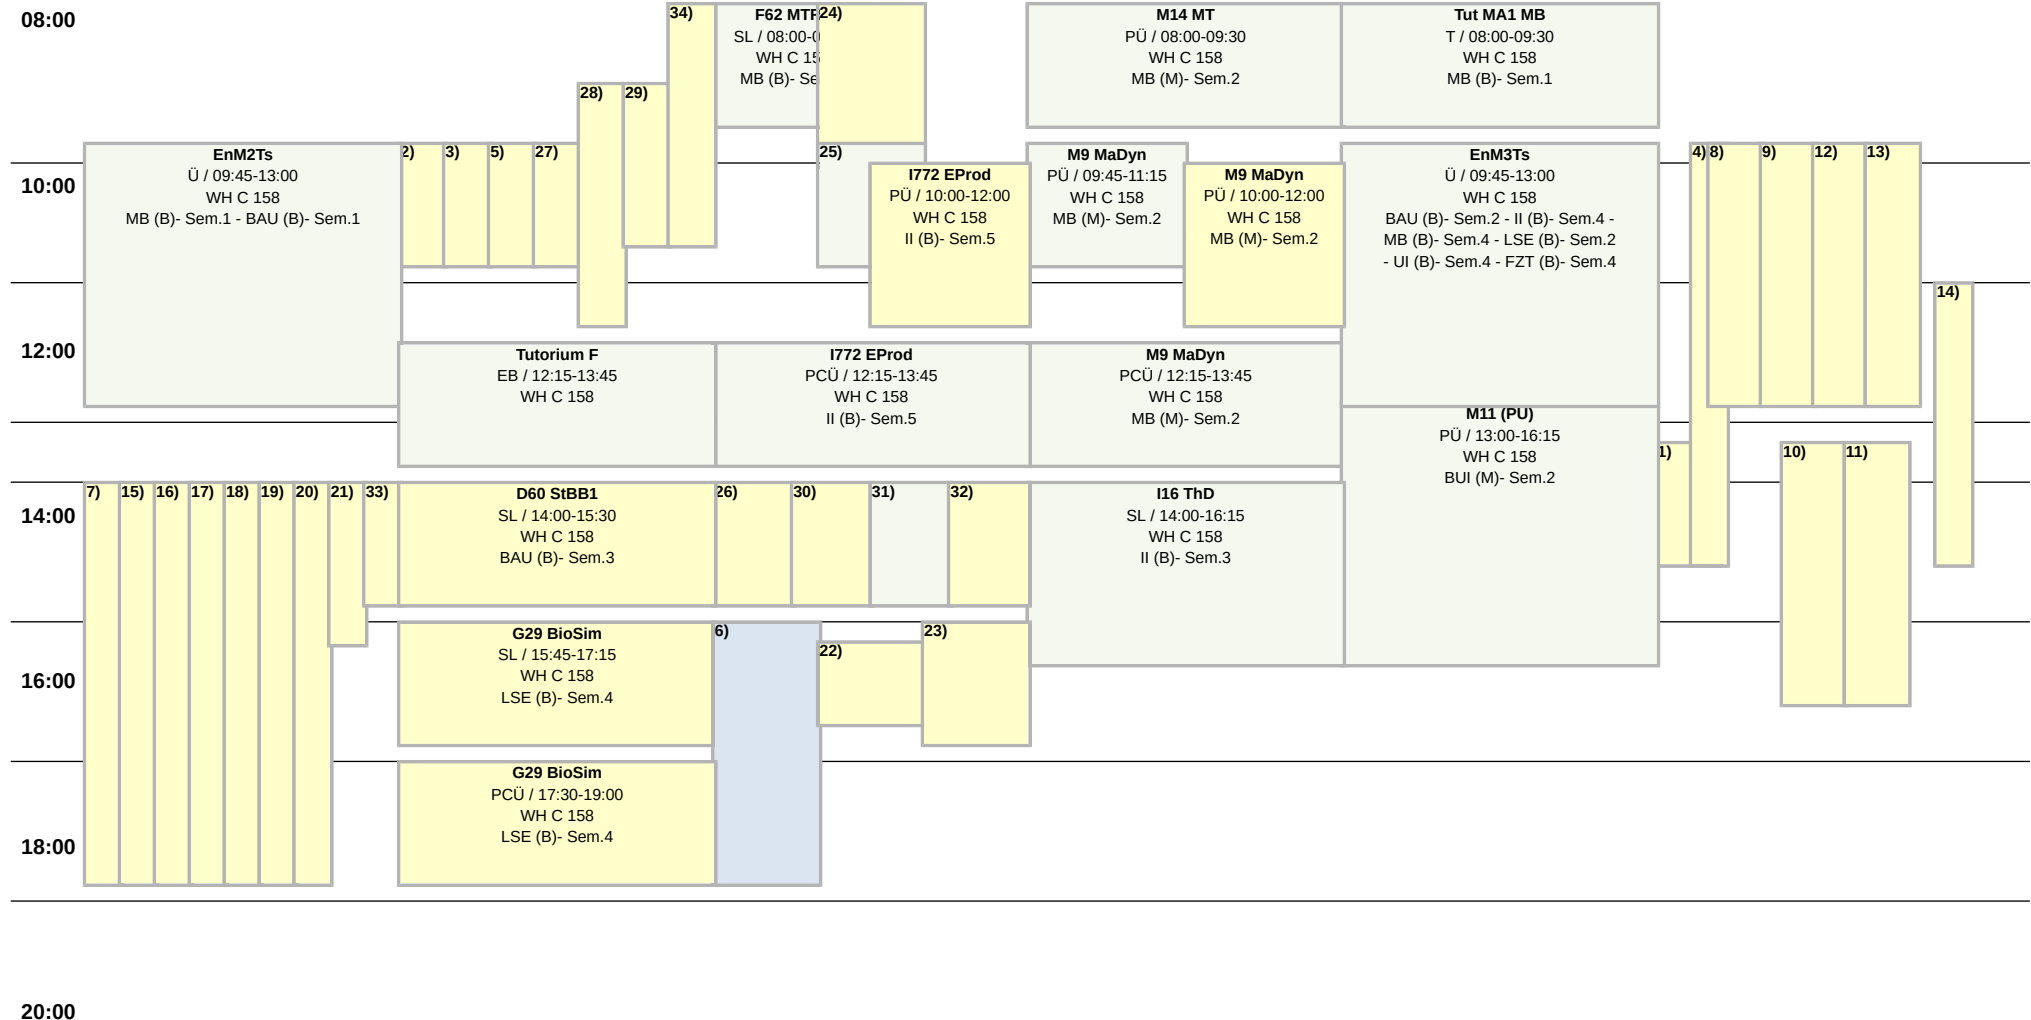 08:00
34)
F62 MTF
SL / 08:00-0
WH C 15
MB (B)- Se
24)
M14 MT
PÜ / 08:00-09:30
WH C 158
MB (M)- Sem.2
Tut MA1 MB
T / 08:00-09:30
WH C 158
MB (B)- Sem.1
28)
29)
EnM2Ts
Ü / 09:45-13:00
WH C 158
MB (B)- Sem.1 - BAU (B)- Sem.1
2)
3)
5)
27)
25)
I772 EProd
PÜ / 10:00-12:00
WH C 158
II (B)- Sem.5
M9 MaDyn
PÜ / 09:45-11:15
WH C 158
MB (M)- Sem.2
M9 MaDyn
PÜ / 10:00-12:00
WH C 158
MB (M)- Sem.2
EnM3Ts
Ü / 09:45-13:00
WH C 158
BAU (B)- Sem.2 - II (B)- Sem.4 -
MB (B)- Sem.4 - LSE (B)- Sem.2
- UI (B)- Sem.4 - FZT (B)- Sem.4
4)
8)
9)
12)
13)
10:00
14)
12:00
Tutorium F
EB / 12:15-13:45
WH C 158
I772 EProd
PCÜ / 12:15-13:45
WH C 158
II (B)- Sem.5
M9 MaDyn
PCÜ / 12:15-13:45
WH C 158
MB (M)- Sem.2
M11 (PU)
PÜ / 13:00-16:15
WH C 158
BUI (M)- Sem.2
1)
10)
11)
7)
15)
16)
17)
18)
19)
20)
21)
33)
D60 StBB1
SL / 14:00-15:30
WH C 158
BAU (B)- Sem.3
26)
30)
31)
32)
I16 ThD
SL / 14:00-16:15
WH C 158
II (B)- Sem.3
14:00
G29 BioSim
SL / 15:45-17:15
WH C 158
LSE (B)- Sem.4
6)
22)
23)
16:00
G29 BioSim
PCÜ / 17:30-19:00
WH C 158
LSE (B)- Sem.4
18:00
20:00